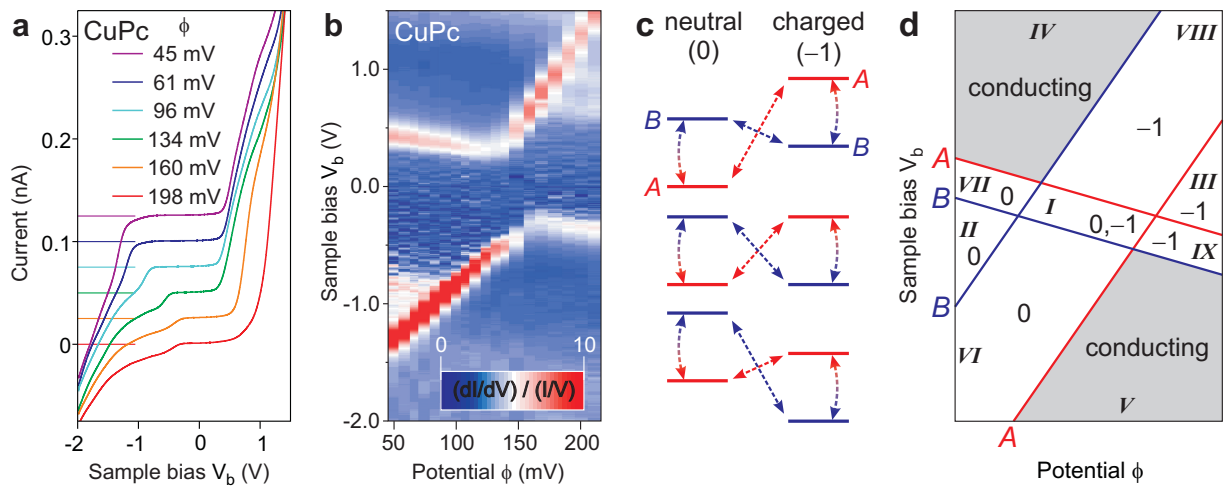 a
CuPc
ϕ
45 mV
61 mV
96 mV
134 mV
160 mV
198 mV
0.3
0.2
0.1
0
Current (nA)
-2
-1
0
1
Sample bias V_b (V)
b
CuPc
1.0
0.0
-1.0
-2.0
Sample bias V_b (V)
0
10
(dI/dV) / (I/V)
50
100
150
200
Potential ϕ (mV)
c
neutral
(0)
charged
(−1)
A
B
B
A
d
IV
VIII
conducting
−1
A
VII
0
I
III
B
0,−1
−1
II
−1
IX
0
0
B
VI
conducting
V
A
Sample bias V_b
Potential ϕ